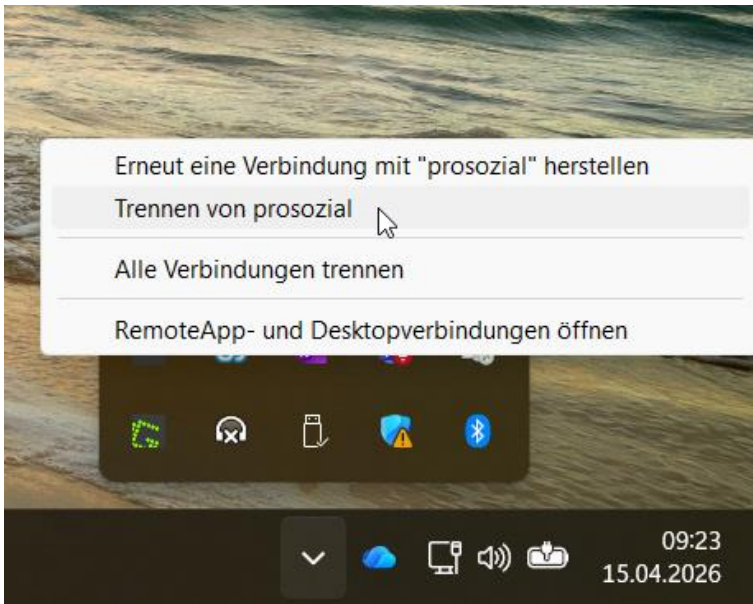 Erneut eine Verbindung mit "prosozial" herstellen
Trennen von prosozial
Alle Verbindungen trennen
RemoteApp- und Desktopverbindungen öffnen
09:23
15.04.2026